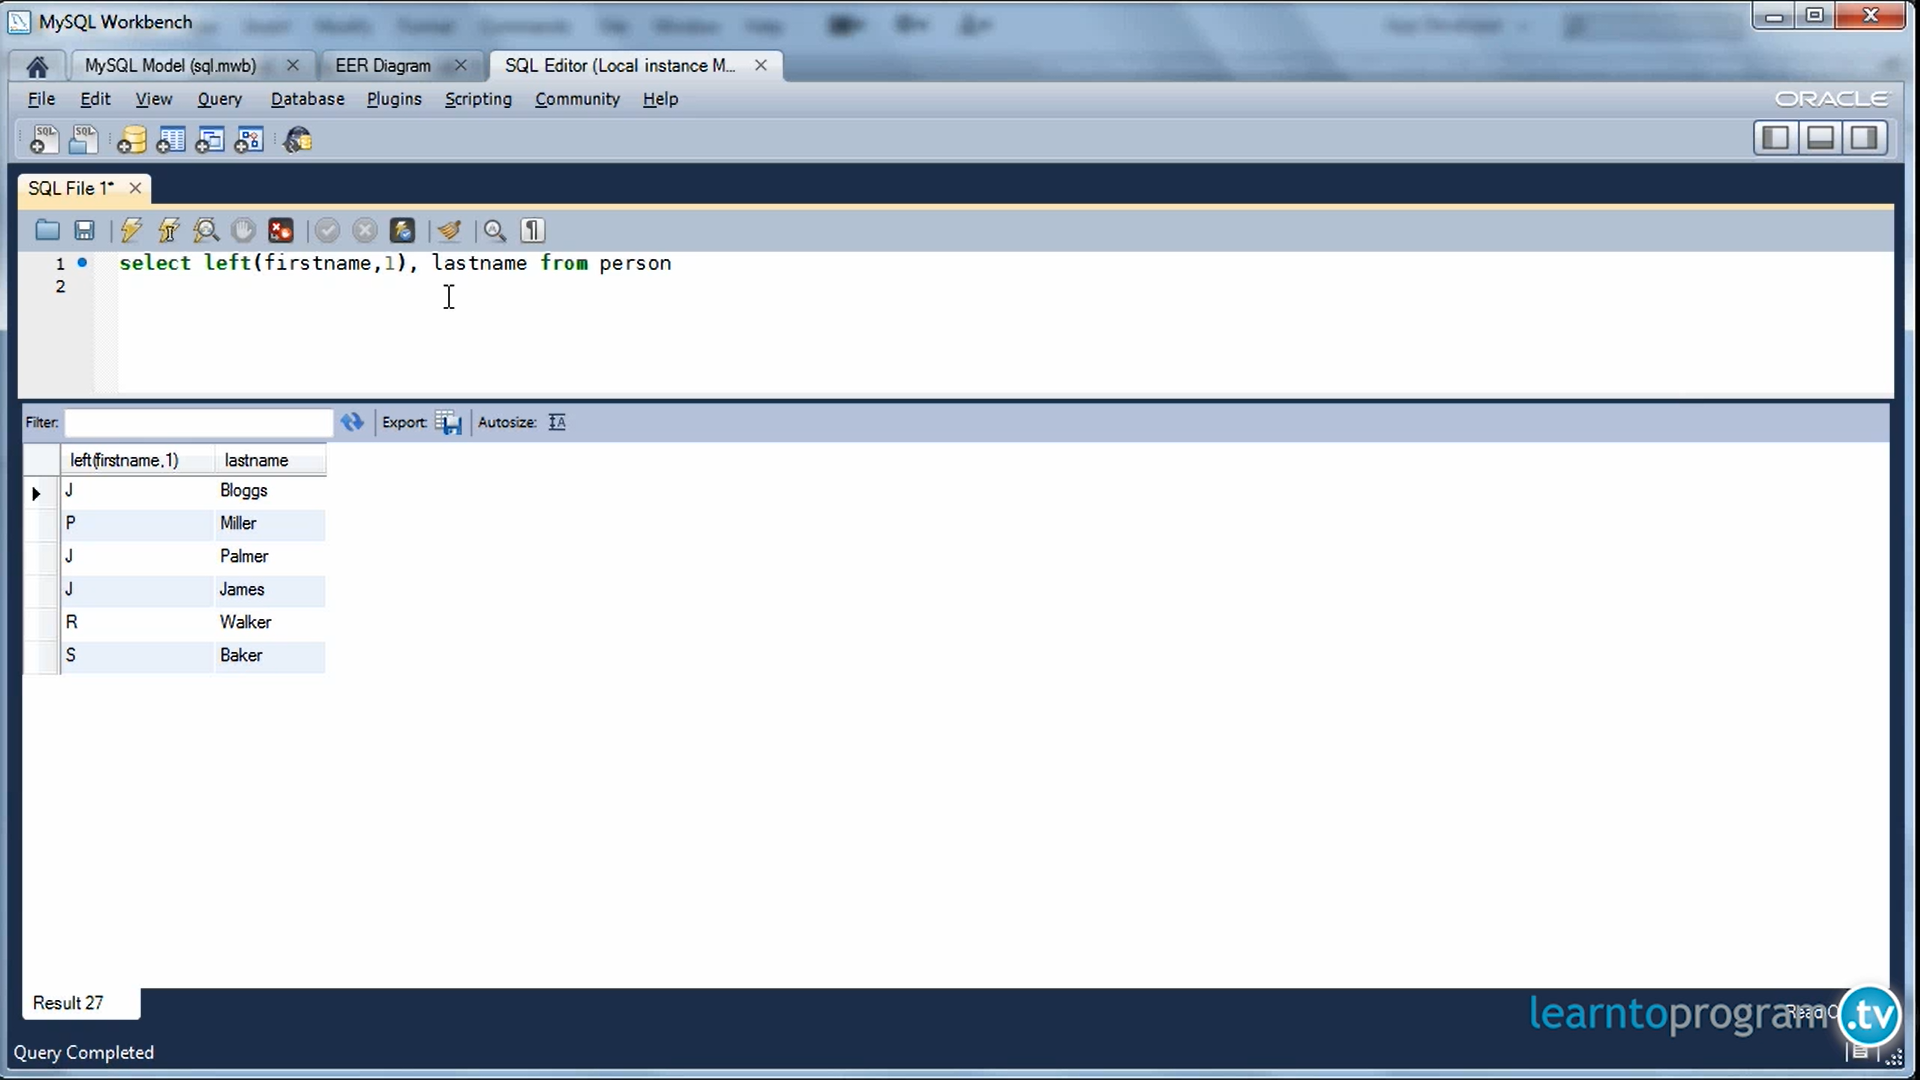 MySQL Workbench
MySQL Model (sql.mwb)
EER Diagram
SQL Editor (Local instance M...
File Edit View Query Database Plugins Scripting Community Help
ORACLE
SQL SQL
SQL File 1*
1 select left(firstname,1), lastname from person
2
Filter: Export: Autosize:
left(firstname,1) lastname
J Bloggs
P Miller
J Palmer
J James
R Walker
S Baker
Result 27
learntoprogram.tv
Query Completed